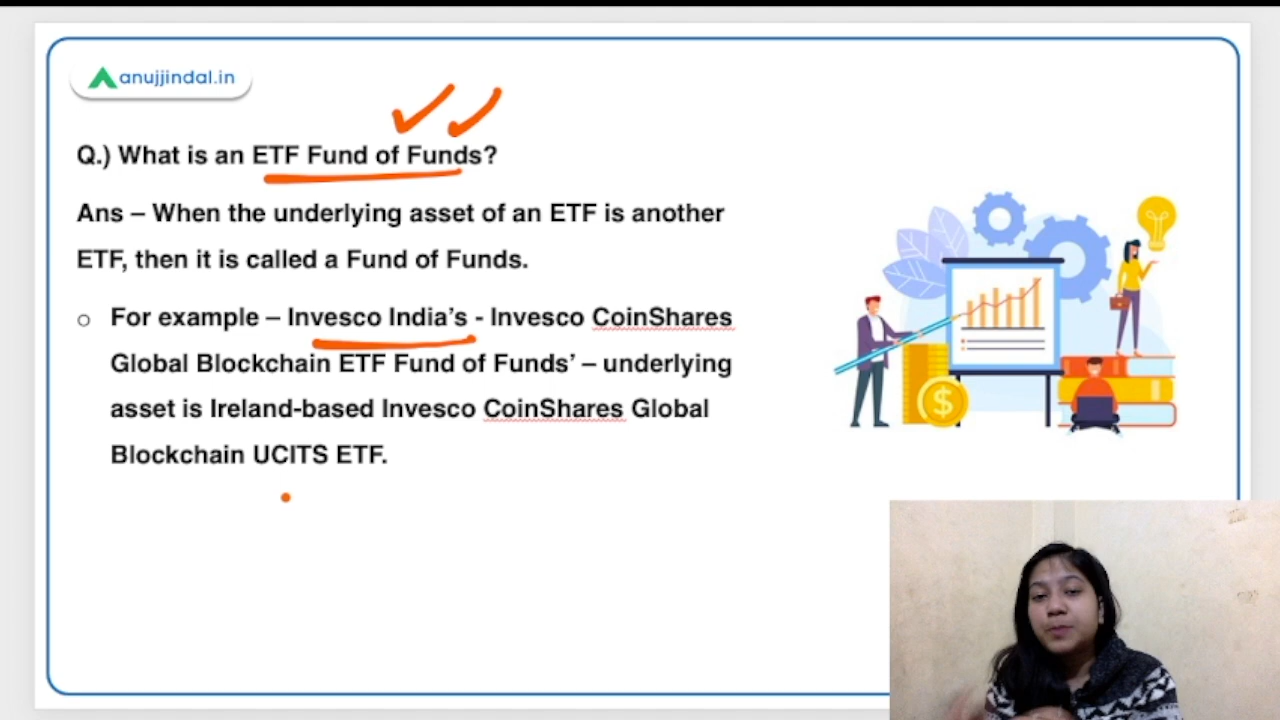 anujjindal.in
Q.) What is an ETF Fund of Funds?
Ans – When the underlying asset of an ETF is another
ETF, then it is called a Fund of Funds.
o For example – Invesco India’s - Invesco CoinShares
Global Blockchain ETF Fund of Funds’ – underlying
asset is Ireland-based Invesco CoinShares Global
Blockchain UCITS ETF.